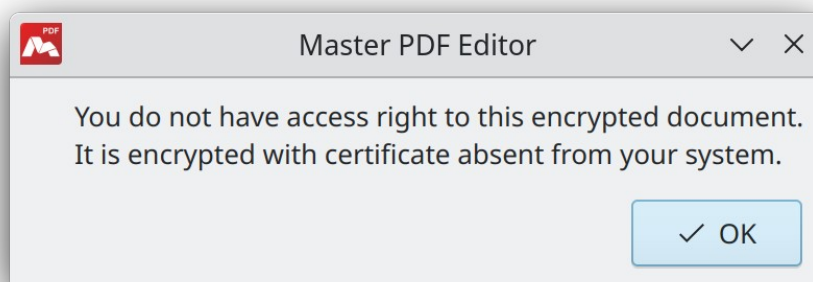 PDF
Master PDF Editor
You do not have access right to this encrypted document.
It is encrypted with certificate absent from your system.
OK